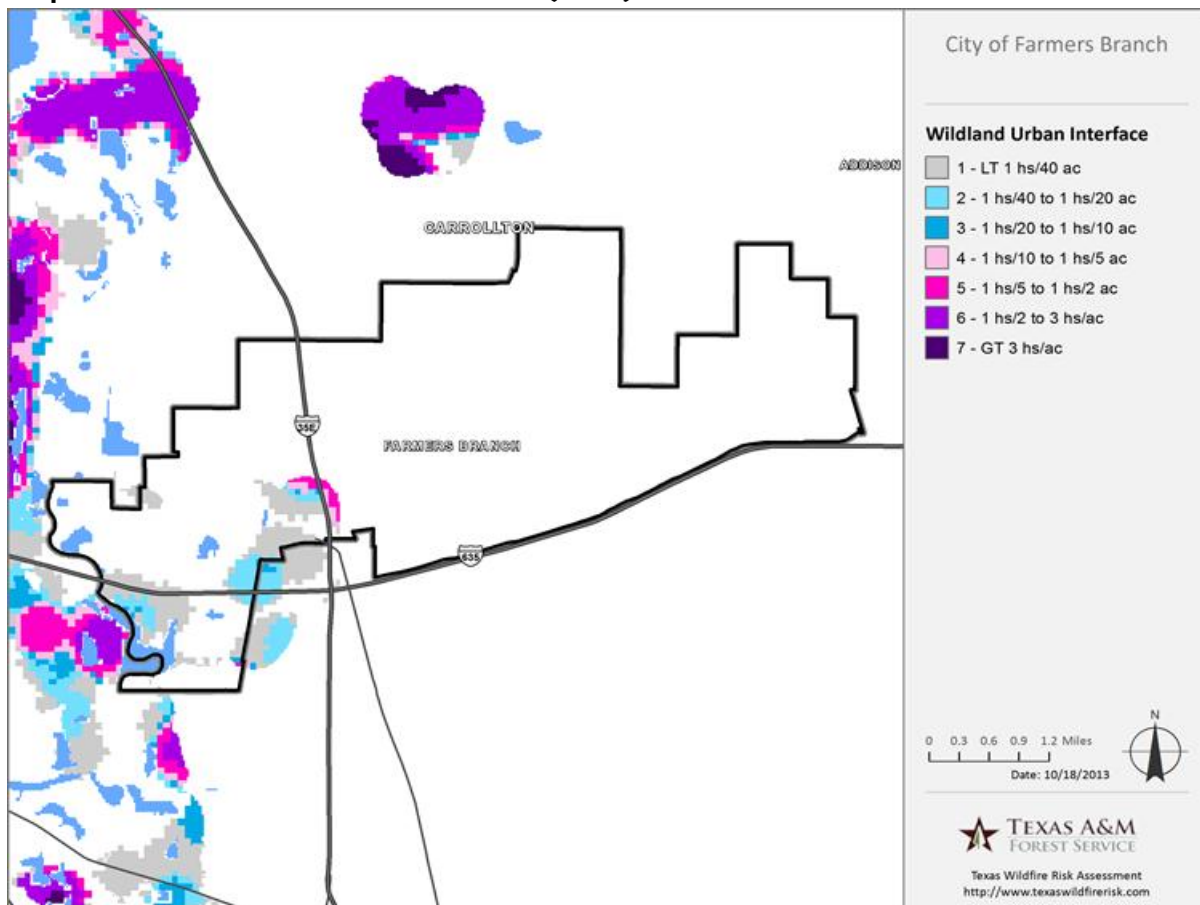 City of Farmers Branch
Wildland Urban Interface
1 - LT 1 hs/40 ac
2 - 1 hs/40 to 1 hs/20 ac
3 - 1 hs/20 to 1 hs/10 ac
4 - 1 hs/10 to 1 hs/5 ac
5 - 1 hs/5 to 1 hs/2 ac
6 - 1 hs/2 to 3 hs/ac
7 - GT 3 hs/ac
ADDISON
CARROLLTON
35E
FARMERS BRANCH
635
N
0 0.3 0.6 0.9 1.2 Miles
Date: 10/18/2013
TEXAS A&M
FOREST SERVICE
Texas Wildfire Risk Assessment
http://www.texaswildfirerisk.com